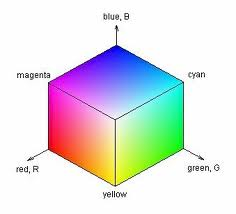 blue, B
magenta
cyan
red, R
green, G
yellow